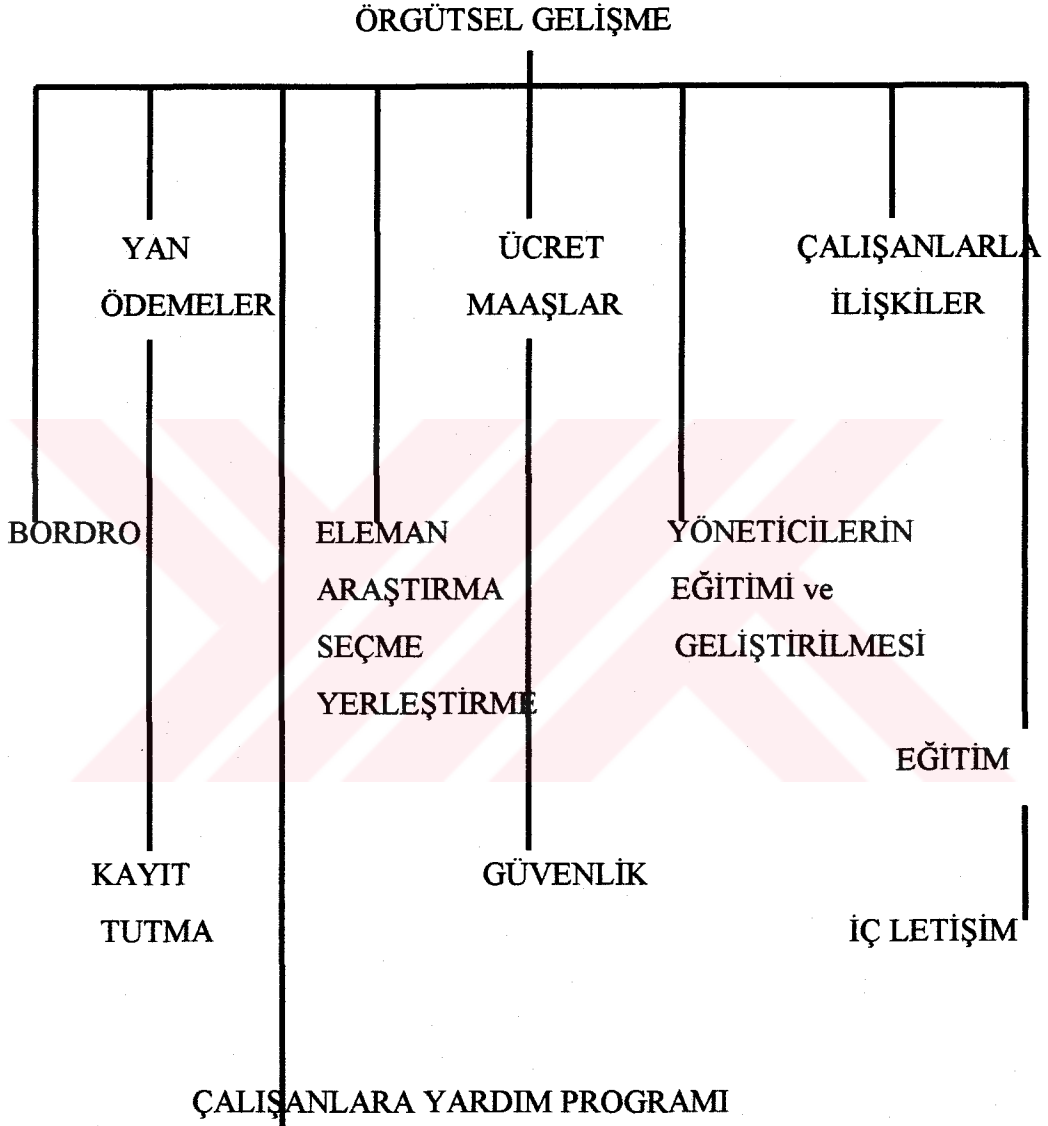 ÖRGÜTSEL GELİŞME
YAN
ÖDEMELER
ÜCRET
MAAŞLAR
ÇALIŞANLARLA
İLİŞKİLER
BORDRO
ELEMAN
ARAŞTIRMA
SEÇME
YERLEŞTİRME
YÖNETİCİLERİN
EĞİTİMİ ve
GELİŞTİRİLMESİ
EĞİTİM
KAYIT
TUTMA
GÜVENLİK
İÇ LETİŞİM
ÇALIŞANLARA YARDIM PROGRAMI